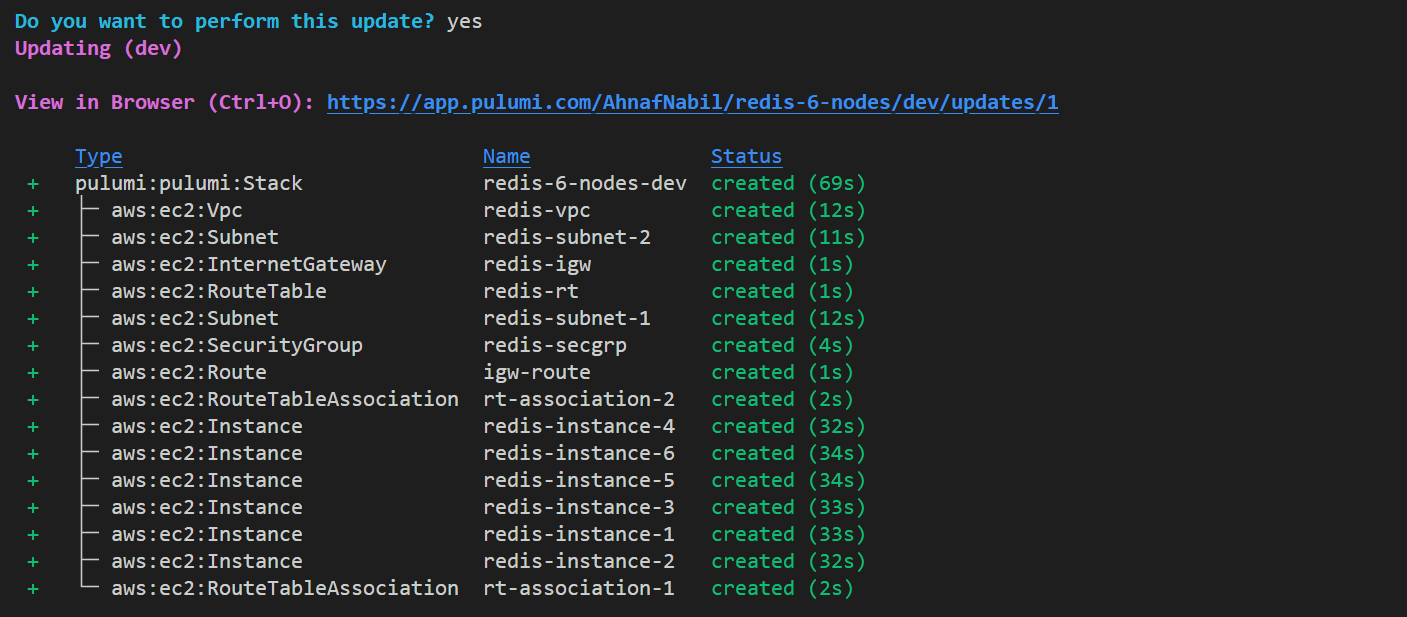 Do you want to perform this update? yes
Updating (dev)
View in Browser (Ctrl+O): https://app.pulumi.com/AhnafNabil/redis-6-nodes/dev/updates/1
Type Name Status
+ pulumi:pulumi:Stack redis-6-nodes-dev created (69s)
+ ├─ aws:ec2:Vpc redis-vpc created (12s)
+ ├─ aws:ec2:Subnet redis-subnet-2 created (11s)
+ ├─ aws:ec2:InternetGateway redis-igw created (1s)
+ ├─ aws:ec2:RouteTable redis-rt created (1s)
+ ├─ aws:ec2:Subnet redis-subnet-1 created (12s)
+ ├─ aws:ec2:SecurityGroup redis-secgrp created (4s)
+ ├─ aws:ec2:Route igw-route created (1s)
+ ├─ aws:ec2:RouteTableAssociation rt-association-2 created (2s)
+ ├─ aws:ec2:Instance redis-instance-4 created (32s)
+ ├─ aws:ec2:Instance redis-instance-6 created (34s)
+ ├─ aws:ec2:Instance redis-instance-5 created (34s)
+ ├─ aws:ec2:Instance redis-instance-3 created (33s)
+ ├─ aws:ec2:Instance redis-instance-1 created (33s)
+ ├─ aws:ec2:Instance redis-instance-2 created (32s)
+ └─ aws:ec2:RouteTableAssociation rt-association-1 created (2s)